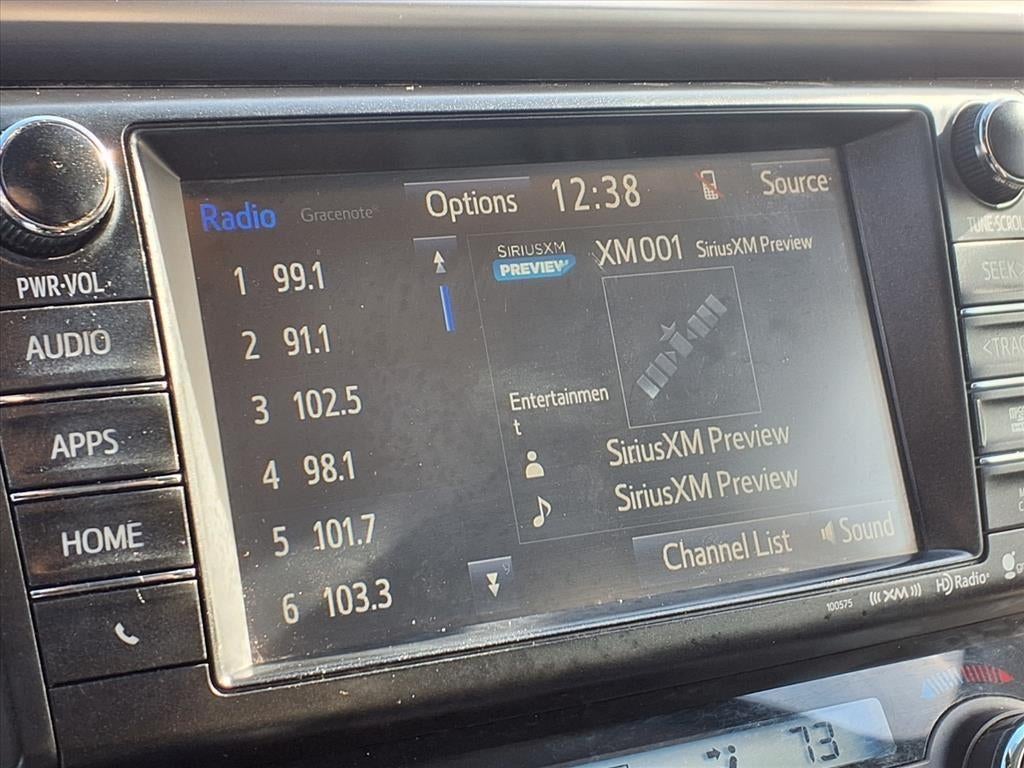 Radio Gracenote® Options 12:38 Source
PWR·VOL
TUNE·SCROLL
1 99.1
SIRIUSXM
PREVIEW
XM001 SiriusXM Preview
SEEK>
2 91.1
AUDIO
<TRAC
3 102.5
Entertainmen
t
APPS
4 98.1
SiriusXM Preview
SiriusXM Preview
HOME
5 101.7
Channel List
Sound
6 103.3
100575
XM
HD Radio
73